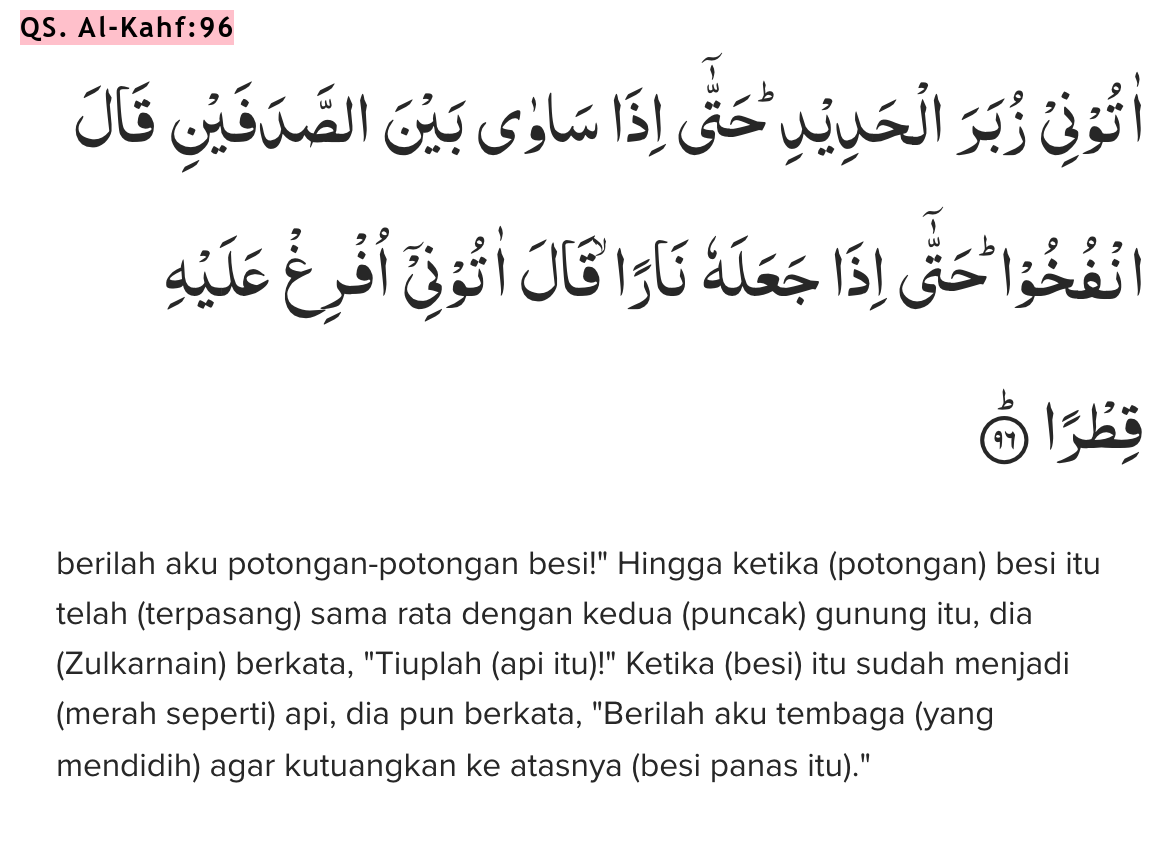 QS. Al-Kahf:96
اٰتُوْنِيْ زُبَرَ الْحَدِيْدِۗ حَتّٰٓى اِذَا سَاوٰى بَيْنَ الصَّدَفَيْنِ قَالَ
انْفُخُوْا ۗحَتّٰٓى اِذَا جَعَلَهٗ نَارًا ۙقَالَ اٰتُوْنِيْٓ اُفْرِغْ عَلَيْهِ
قِطْرًا ۗ ٩٦
berilah aku potongan-potongan besi!" Hingga ketika (potongan) besi itu
telah (terpasang) sama rata dengan kedua (puncak) gunung itu, dia
(Zulkarnain) berkata, "Tiuplah (api itu)!" Ketika (besi) itu sudah menjadi
(merah seperti) api, dia pun berkata, "Berilah aku tembaga (yang
mendidih) agar kutuangkan ke atasnya (besi panas itu)."